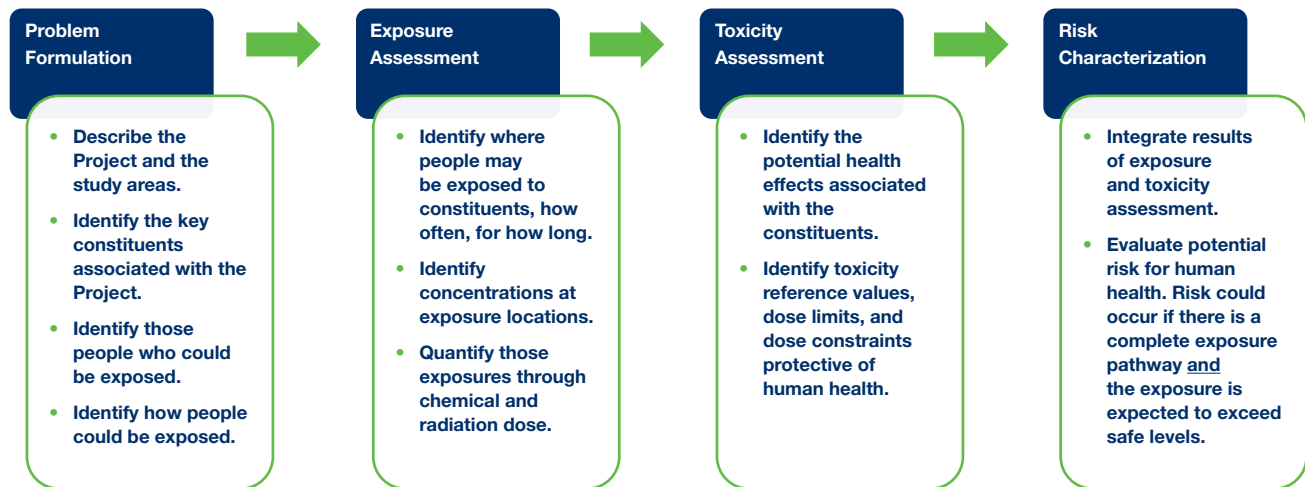 Problem
Formulation
• Describe the
Project and the
study areas.
• Identify the key
constituents
associated with the
Project.
• Identify those
people who could
be exposed.
• Identify how people
could be exposed.
Exposure
Assessment
• Identify where
people may
be exposed to
constituents, how
often, for how long.
• Identify
concentrations at
exposure locations.
• Quantify those
exposures through
chemical and
radiation dose.
Toxicity
Assessment
• Identify the
potential health
effects associated
with the
constituents.
• Identify toxicity
reference values,
dose limits, and
dose constraints
protective of
human health.
Risk
Characterization
• Integrate results
of exposure
and toxicity
assessment.
• Evaluate potential
risk for human
health. Risk could
occur if there is a
complete exposure
pathway and
the exposure is
expected to exceed
safe levels.